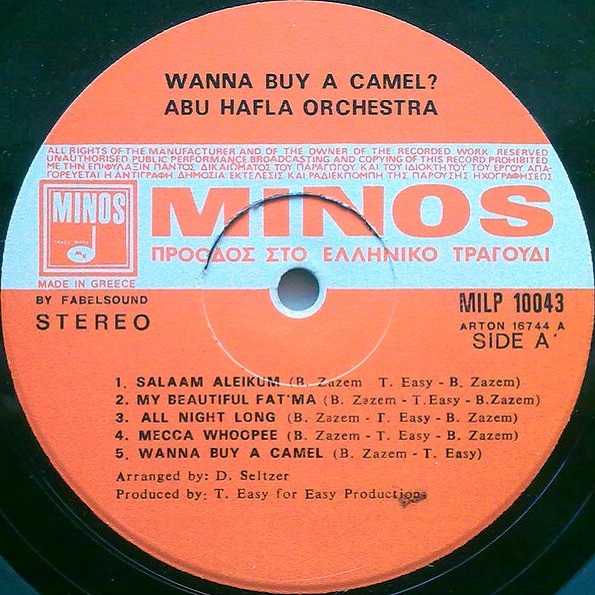 WANNA BUY A CAMEL?
ABU HAFLA ORCHESTRA
ALL RIGHTS OF THE MANUFACTURER AND OF THE OWNER OF THE RECORDED WORK RESERVED
UNAUTHORISED PUBLIC PERFORMANCE BROADCASTING AND COPYING OF THIS RECORD PROHIBITED
ΜΕ ΤΗΝ ΕΠΙΦΥΛΑΞΙΝ ΠΑΝΤΟΣ ΔΙΚΑΙΩΜΑΤΟΣ ΤΟΥ ΠΑΡΑΓΩΓΟΥ ΚΑΙ ΤΟΥ ΙΔΙΟΚΤΗΤΟΥ ΤΟΥ ΕΡΓΟΥ ΑΠΑ-
ΓΟΡΕΥΕΤΑΙ Η ΑΝΤΙΓΡΑΦΗ ΔΗΜΟΣΙΑ ΕΚΤΕΛΕΣΙΣ ΚΑΙ ΡΑΔΙΕΚΠΟΜΠΗ ΤΗΣ ΠΑΡΟΥΣΗΣ ΗΧΟΓΡΑΦΗΣΕΩΣ
MINOS
TRADE MARK
MINOS
ΠΡΟΟΔΟΣ ΣΤΟ ΕΛΛΗΝΙΚΟ ΤΡΑΓΟΥΔΙ
MADE IN GREECE
BY FABELSOUND
STEREO
MILP 10043
ARTON 16744 A
SIDE A
1. SALAAM ALEIKUM (B. Zazem T. Easy - B. Zazem)
2. MY BEAUTIFUL FAT'MA (B. Zazem - T.Easy - B.Zazem)
3. ALL NIGHT LONG (B. Zazem - T. Easy - B. Zazem)
4. MECCA WHOOPEE (B. Zazem - T. Easy - B. Zazem)
5. WANNA BUY A CAMEL (B. Zazem - T. Easy)
Arranged by: D. Seltzer
Produced by: T. Easy for Easy Productions